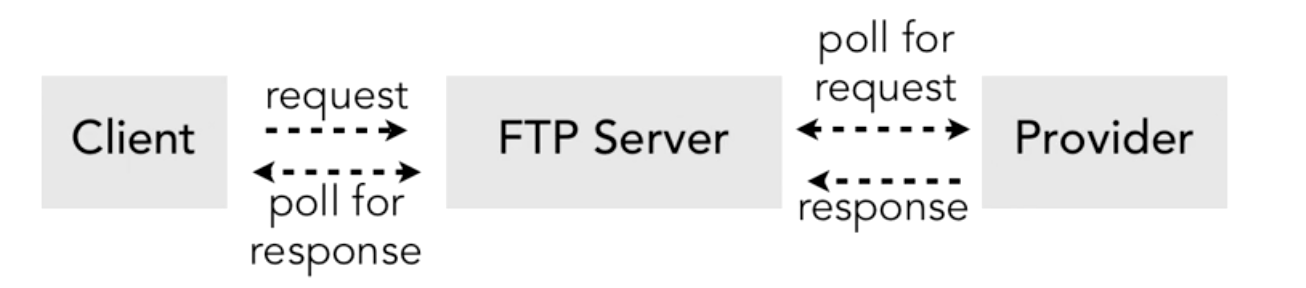 Client
request
poll for
response
FTP Server
poll for
request
response
Provider